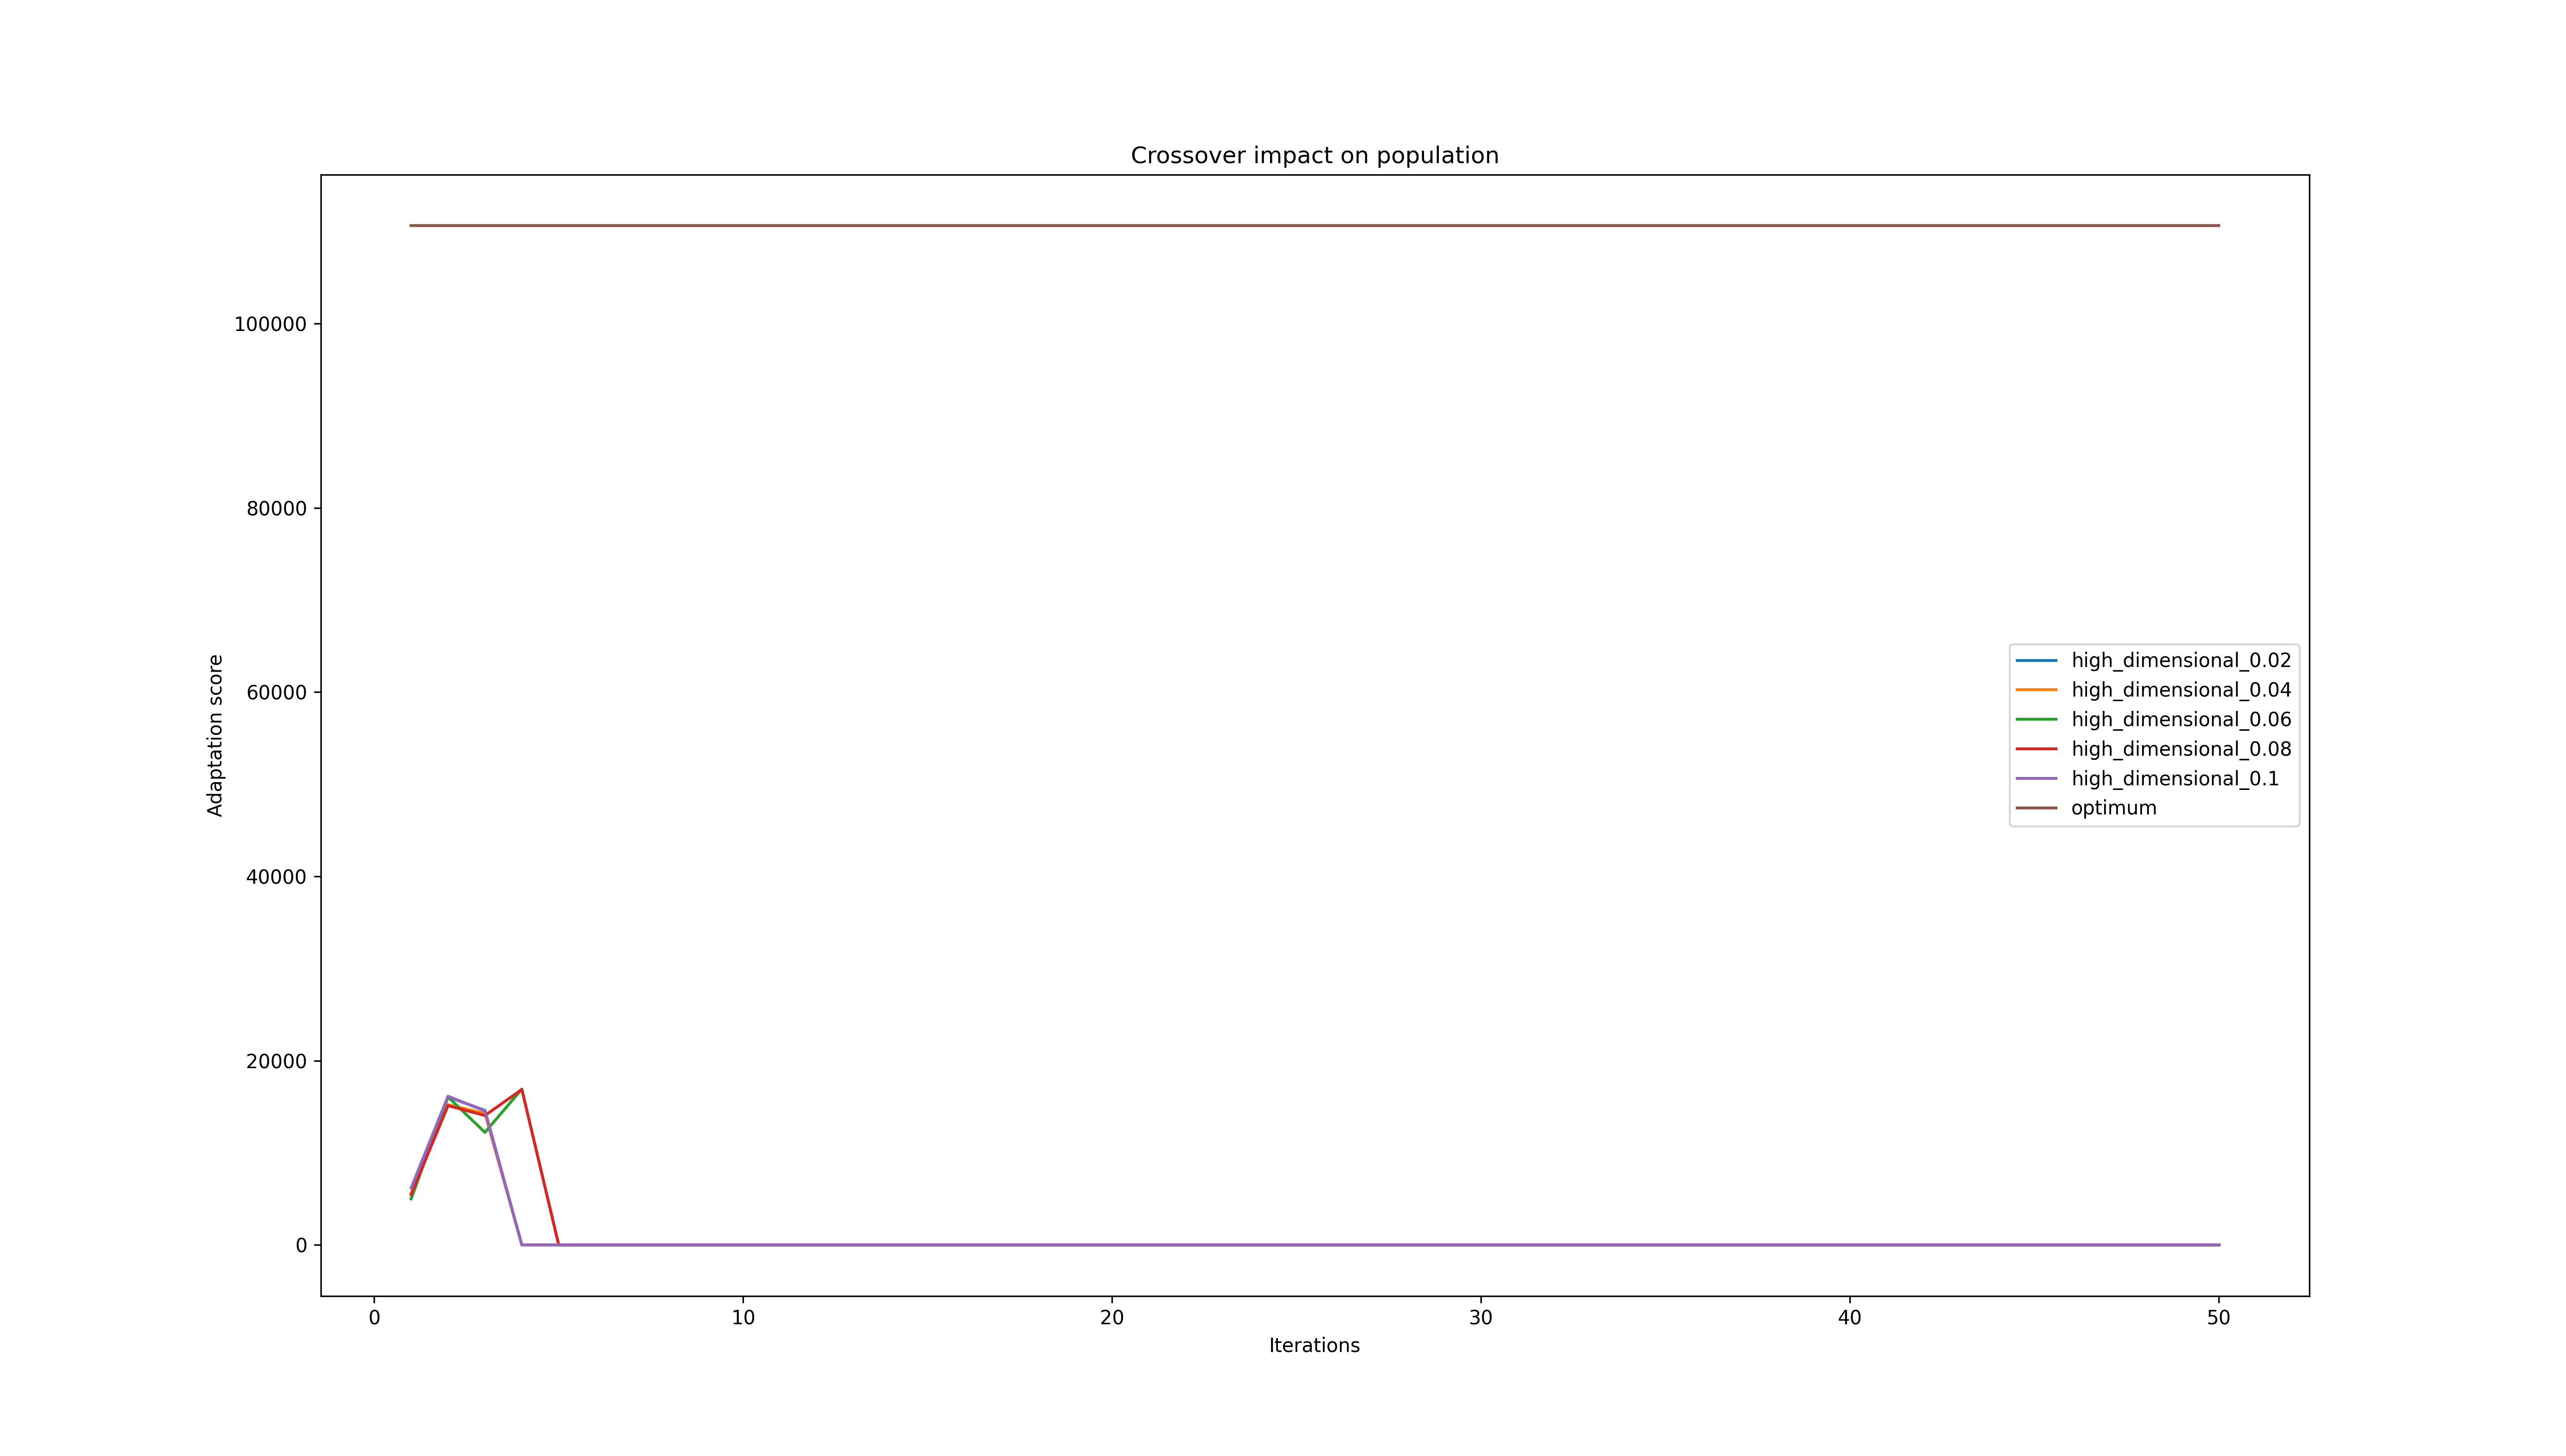 Crossover impact on population
100000
80000
60000
40000
20000
0
Adaptation score
high_dimensional_0.02
high_dimensional_0.04
high_dimensional_0.06
high_dimensional_0.08
high_dimensional_0.1
optimum
0 10 20 30 40 50
Iterations